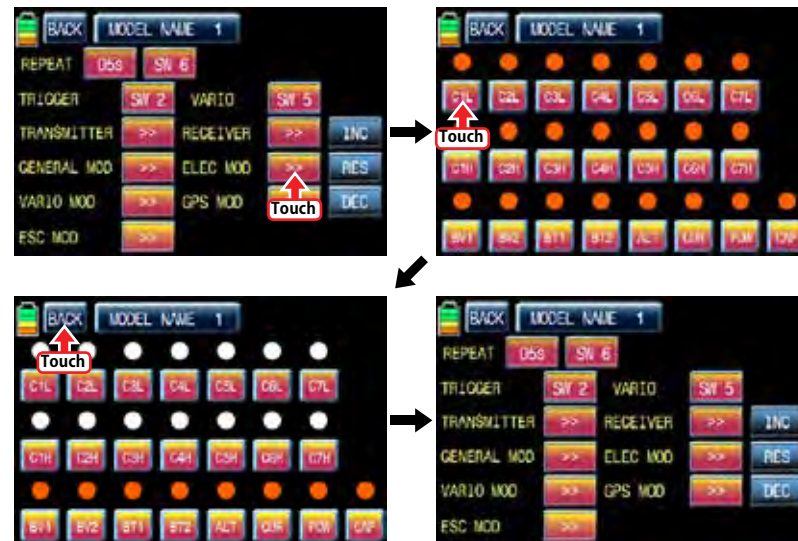 BACK MODEL NAME 1
REPEAT 05s SW 6
TRIGGER SW 2 VARIO SW 5
TRANSMITTER >> RECEIVER >> INC
GENERAL MOD >> ELEC MOD >> RES
VARIO MOD >> GPS MOD Touch DEC
ESC MOD >>
BACK MODEL NAME 1
C1L C2L C3L C4L C5L C6L C7L
Touch
C1H C2H C3H C4H C5H C6H C7H
BV1 BV2 BT1 BT2 ALT CUR POW CAP
BACK MODEL NAME 1
Touch
C1L C2L C3L C4L C5L C6L C7L
C1H C2H C3H C4H C5H C6H C7H
BV1 BV2 BT1 BT2 ALT CUR POW CAP
BACK MODEL NAME 1
REPEAT 05s SW 6
TRIGGER SW 2 VARIO SW 5
TRANSMITTER >> RECEIVER >> INC
GENERAL MOD >> ELEC MOD >> RES
VARIO MOD >> GPS MOD >> DEC
ESC MOD >>